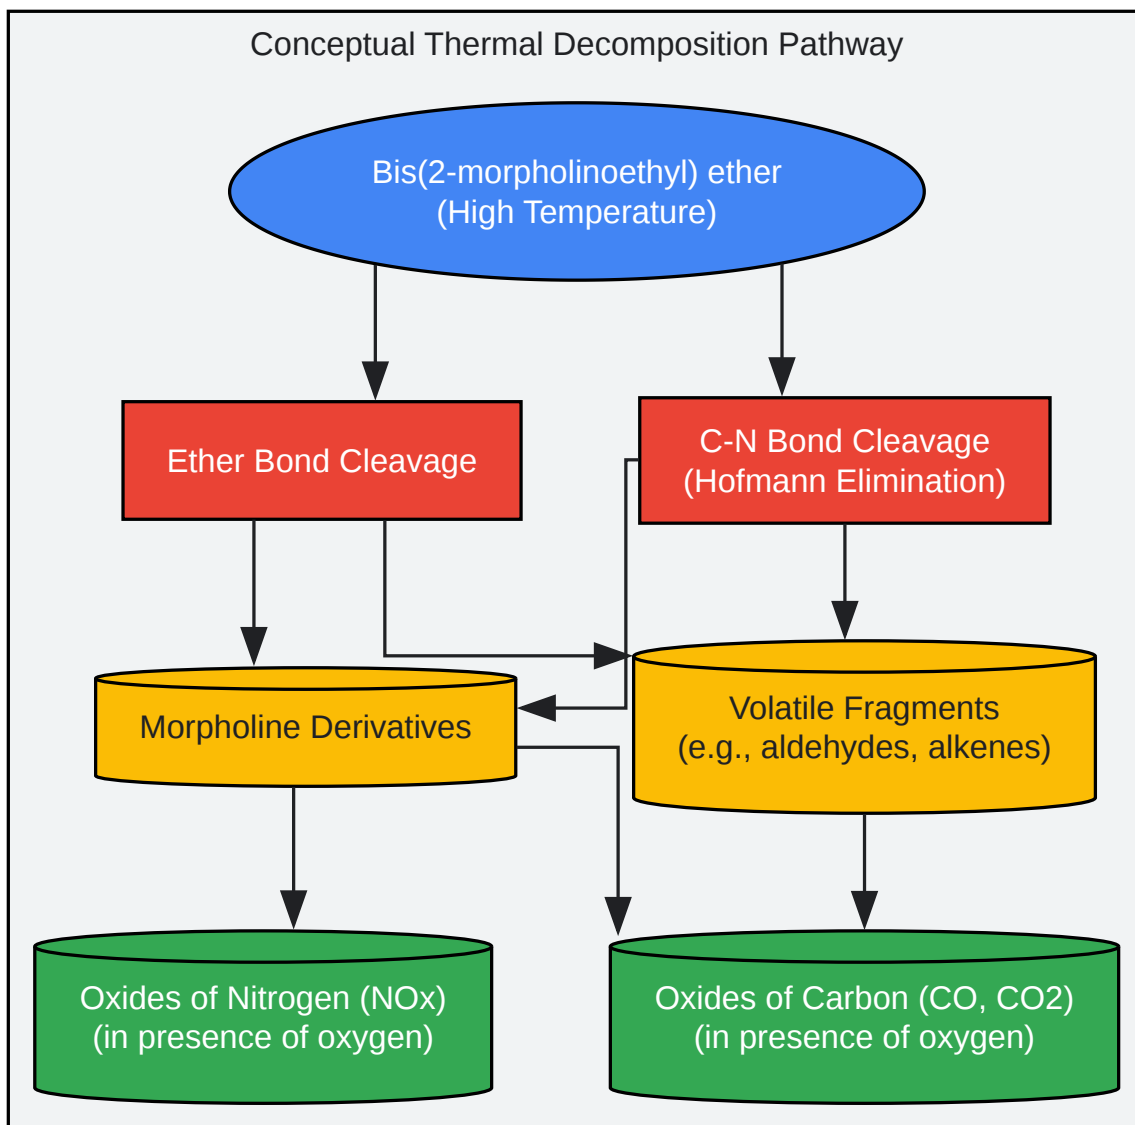 Conceptual Thermal Decomposition Pathway
Bis(2-morpholinoethyl) ether
(High Temperature)
Ether Bond Cleavage
C-N Bond Cleavage
(Hofmann Elimination)
Morpholine Derivatives
Volatile Fragments
(e.g., aldehydes, alkenes)
Oxides of Nitrogen (NOx)
(in presence of oxygen)
Oxides of Carbon (CO, CO2)
(in presence of oxygen)